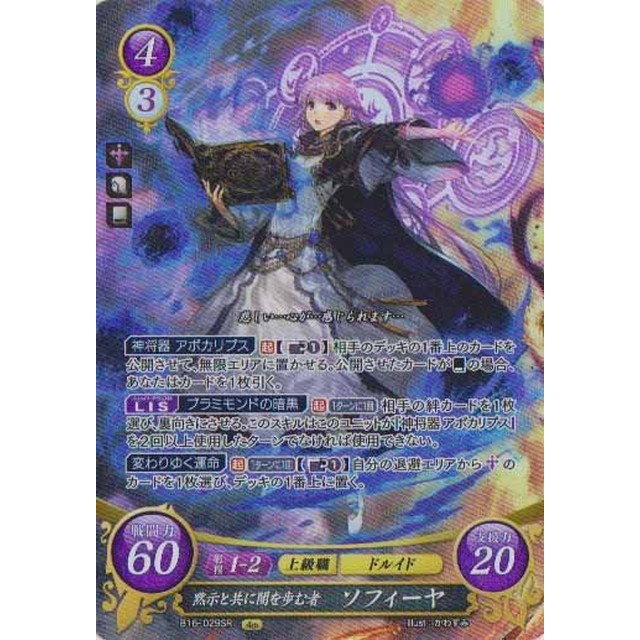 4
3
悲しい…心が…感じられます…
神将器 アポカリプス 起【 1】相手のデッキの1番上のカードを
公開させて、無限エリアに置かせる。公開させたカードが の場合、
あなたはカードを1枚引く。
LIS ブラミモンドの暗黒 起 1ターンに1回 相手の絆カードを1枚
選び、裏向きにさせる。このスキルはこのユニットが『神将器 アポカリプス』
を2回以上使用したターンでなければ使用できない。
変わりゆく運命 起 1ターンに1回【 1】自分の退避エリアから の
カードを1枚選び、デッキの1番上に置く。
戦闘力 60 射程 1-2 上級職 ドルイド 支援力 20
黙示と共に闇を歩む者 ソフィーヤ
B16-029SR Illust かわすみ